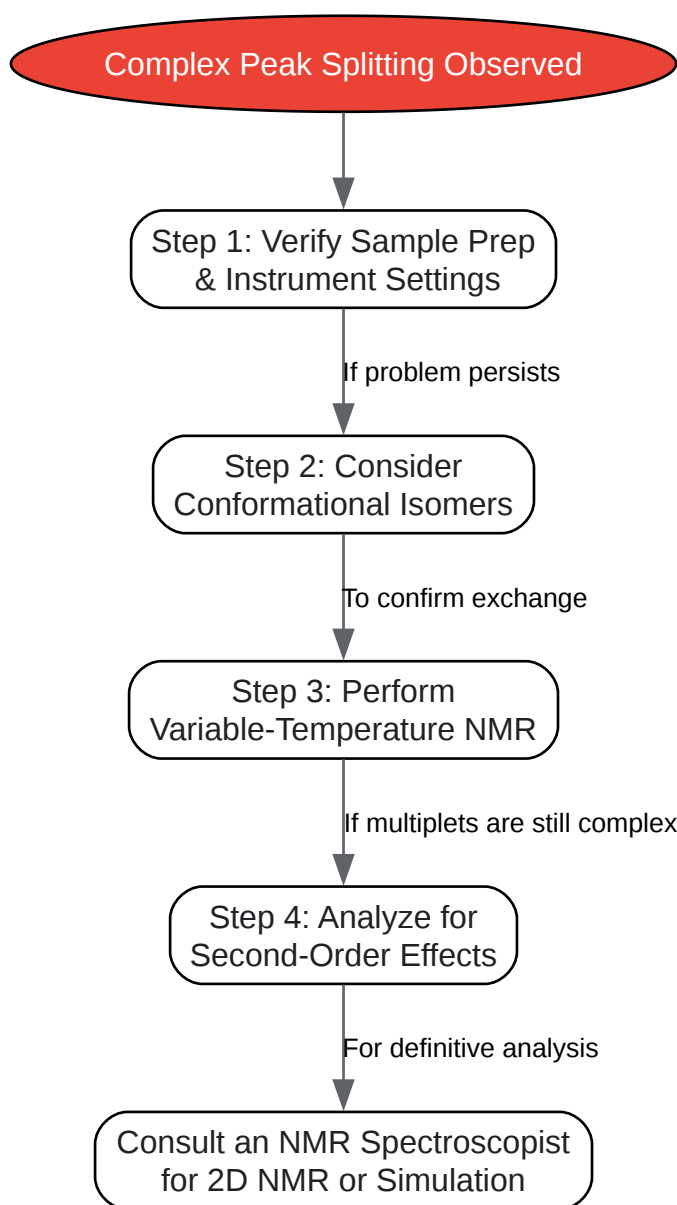 Complex Peak Splitting Observed
Step 1: Verify Sample Prep
& Instrument Settings
If problem persists
Step 2: Consider
Conformational Isomers
To confirm exchange
Step 3: Perform
Variable-Temperature NMR
If multiplets are still complex
Step 4: Analyze for
Second-Order Effects
For definitive analysis
Consult an NMR Spectroscopist
for 2D NMR or Simulation